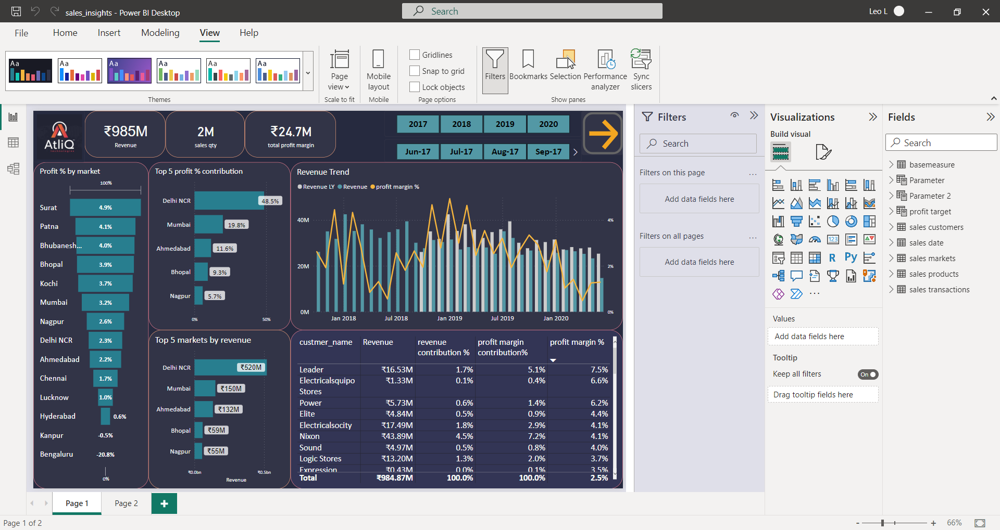 sales_insights - Power BI Desktop
Search
Leo L
File
Home
Insert
Modeling
View
Help
Aa
Aa
Aa
Aa
Aa
Aa
Themes
Page
view
Scale to fit
Mobile
layout
Mobile
Gridlines
Snap to grid
Lock objects
Page options
Filters
Bookmarks
Selection
Performance
analyzer
Sync
slicers
Show panes
AtliQ
technologies
₹985M
Revenue
2M
sales qty
₹24.7M
total profit margin
2017
2018
2019
2020
Jun-17
Jul-17
Aug-17
Sep-17
Profit % by market
100%
Surat
4.9%
Patna
4.1%
Bhubanesh...
4.0%
Bhopal
3.9%
Kochi
3.7%
Mumbai
3.2%
Nagpur
2.6%
Delhi NCR
2.3%
Ahmedabad
2.2%
Chennai
1.7%
Lucknow
1.0%
Hyderabad
0.6%
Kanpur
-0.5%
Bengaluru
-20.8%
0%
Top 5 profit % contribution
Delhi NCR
48.5%
Mumbai
19.8%
Ahmedabad
11.6%
Bhopal
9.3%
Nagpur
5.7%
0%
50%
Top 5 markets by revenue
Delhi NCR
₹520M
Mumbai
₹150M
Ahmedabad
₹132M
Bhopal
₹59M
Nagpur
₹55M
₹0.0bn
₹0.5bn
Revenue
Revenue Trend
Revenue LY
Revenue
profit margin %
40M
20M
0M
4%
2%
0%
Jan 2018
Jul 2018
Jan 2019
Jul 2019
Jan 2020
custmer_name
Revenue
revenue
contribution %
profit margin
contribution%
profit margin %
Leader ₹16.53M 1.7% 5.1% 7.5%
Electricalsquipo ₹1.33M 0.1% 0.4% 6.6%
Stores
Power ₹5.73M 0.6% 1.4% 6.2%
Elite ₹4.84M 0.5% 0.9% 4.4%
Electricalsocity ₹17.49M 1.8% 2.9% 4.1%
Nixon ₹43.89M 4.5% 7.2% 4.1%
Sound ₹4.97M 0.5% 0.8% 4.0%
Logic Stores ₹13.20M 1.3% 2.0% 3.7%
Expression ₹0.43M 0.0% 0.1% 3.5%
Total ₹984.87M 100.0% 100.0% 2.5%
Filters
Search
Filters on this page
...
Add data fields here
Filters on all pages
...
Add data fields here
Visualizations
Build visual
123
R
Py
...
Values
Add data fields here
Tooltip
Keep all filters
On
Drag tooltip fields here
Fields
Search
basemeasure
Parameter
Parameter 2
profit target
sales customers
sales date
sales markets
sales products
sales transactions
Page 1
Page 2
+
Page 1 of 2
-
+
66%